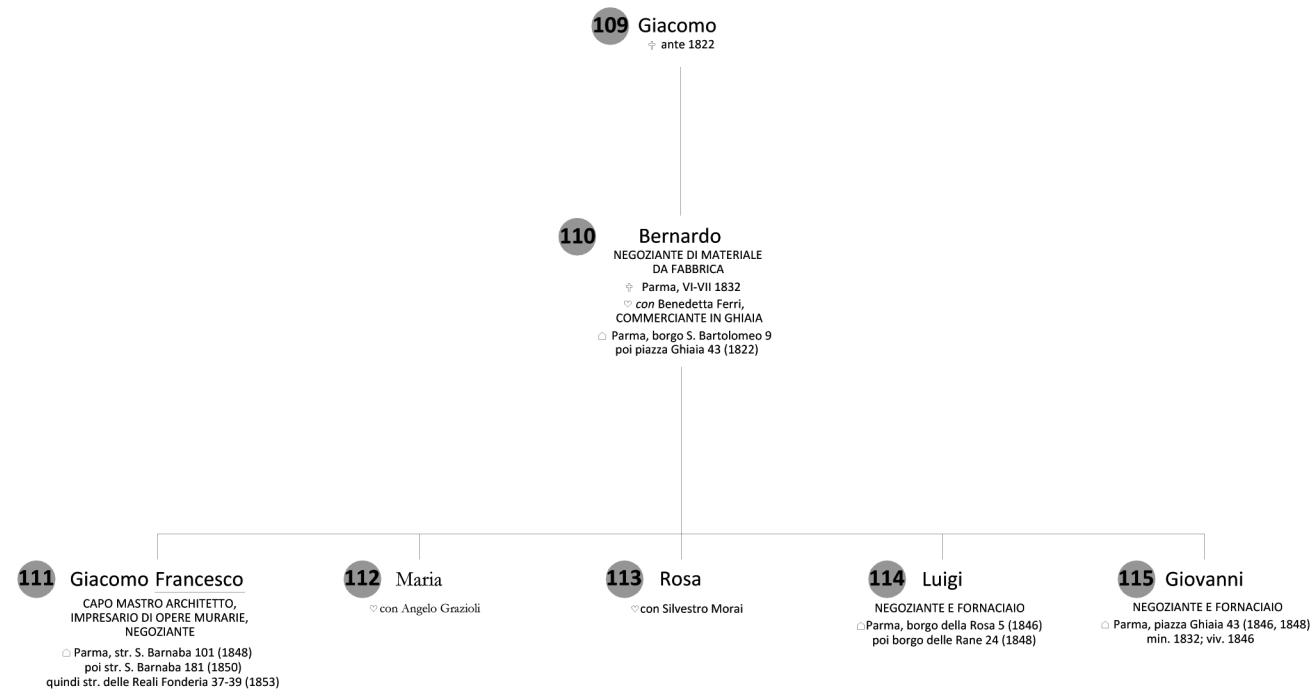 109 Giacomo
✞ ante 1822
110 Bernardo
NEGOZIANTE DI MATERIALE
DA FABBRICA
✞ Parma, VI-VII 1832
♡ con Benedetta Ferri,
COMMERCIANTE IN GHIAIA
⌂ Parma, borgo S. Bartolomeo 9
poi piazza Ghiaia 43 (1822)
111 Giacomo Francesco
CAPO MASTRO ARCHITETTO,
IMPRESARIO DI OPERE MURARIE,
NEGOZIANTE
⌂ Parma, str. S. Barnaba 101 (1848)
poi str. S. Barnaba 181 (1850)
quindi str. delle Reali Fonderia 37-39 (1853)
112 Maria
♡ con Angelo Grazioli
113 Rosa
♡con Silvestro Morai
114 Luigi
NEGOZIANTE E FORNACIAIO
⌂Parma, borgo della Rosa 5 (1846)
poi borgo delle Rane 24 (1848)
115 Giovanni
NEGOZIANTE E FORNACIAIO
⌂ Parma, piazza Ghiaia 43 (1846, 1848)
min. 1832; viv. 1846